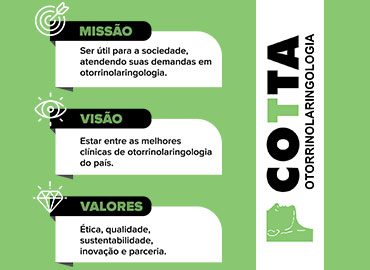 MISSÃO
Ser útil para a sociedade,
atendendo suas demandas em
otorrinolaringologia.
VISÃO
Estar entre as melhores
clínicas de otorrinolaringologia
do país.
VALORES
Ética, qualidade,
sustentabilidade,
inovação e parceria.
COTTA
OTORRINOLARINGOLOGIA